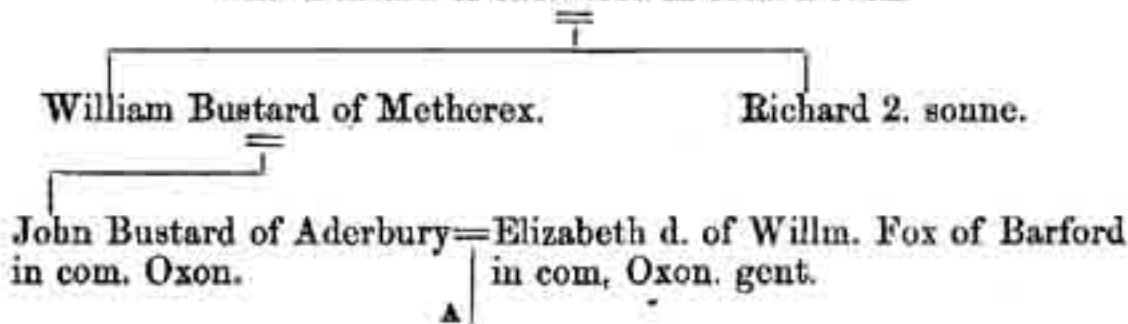 William Bustard of Metherex.
Richard 2. sonne.
John Bustard of Aderbury=Elizabeth d. of Willm. Fox of Barford
in com. Oxon.
in com, Oxon. gent.
A